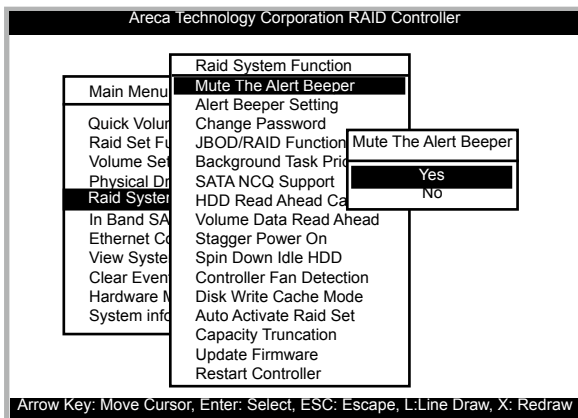 Areca Technology Corporation RAID Controller
Main Menu
Quick Volu
Raid Set Fu
Volume Set
Physical Dr
Raid System
In Band SA
Ethernet Co
View Syste
Clear Even
Hardware M
System info
Raid System Function
Mute The Alert Beeper
Alert Beeper Setting
Change Password
JBOD/RAID Function
Background Task Prio
SATA NCQ Support
HDD Read Ahead Ca
Volume Data Read Ahead
Stagger Power On
Spin Down Idle HDD
Controller Fan Detection
Disk Write Cache Mode
Auto Activate Raid Set
Capacity Truncation
Update Firmware
Restart Controller
Mute The Alert Beeper
Yes
No
Arrow Key: Move Cursor, Enter: Select, ESC: Escape, L:Line Draw, X: Redraw